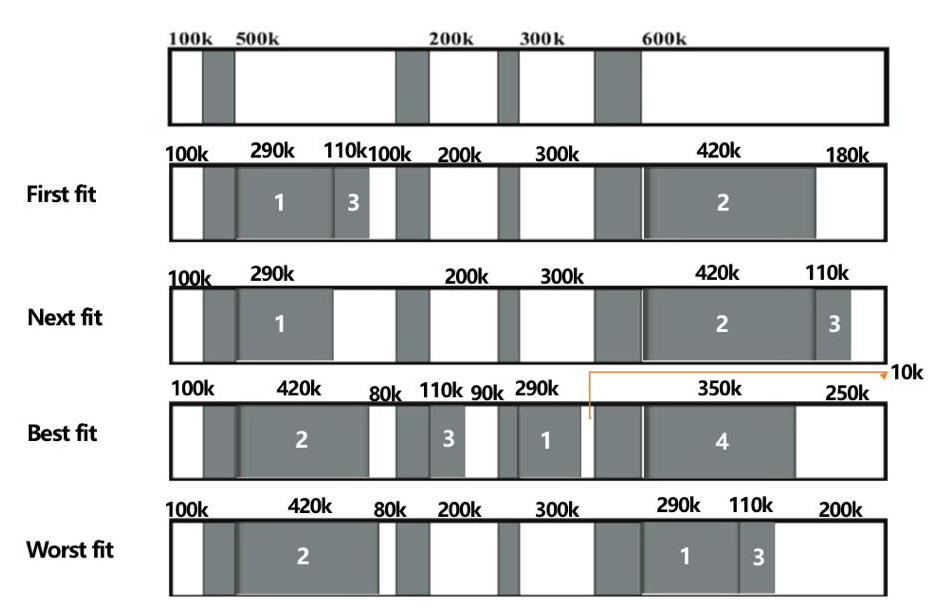 100k 500k 200k 300k 600k
100k 290k 110k 100k 200k 300k 420k 180k
First fit 1 3 2
100k 290k 200k 300k 420k 110k
Next fit 1 2 3
10k
100k 420k 80k 110k 90k 290k 350k 250k
Best fit 2 3 1 4
100k 420k 80k 200k 300k 290k 110k 200k
Worst fit 2 1 3